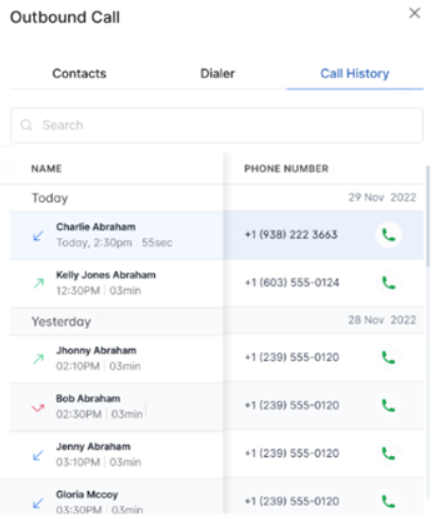 Outbound Call
Contacts Dialer Call History
Search
NAME PHONE NUMBER
Today 29 Nov 2022
Charlie Abraham
Today, 2:30pm | 55sec +1 (938) 222 3663
Kelly Jones Abraham
12:30PM | 03min +1 (603) 555-0124
Yesterday 28 Nov 2022
Jhonny Abraham
02:10PM | 03min +1 (239) 555-0120
Bob Abraham
02:30PM | 03min +1 (239) 555-0120
Jenny Abraham
03:10PM | 03min +1 (239) 555-0120
Gloria Mccoy
03:30PM | 03min +1 (239) 555-0120